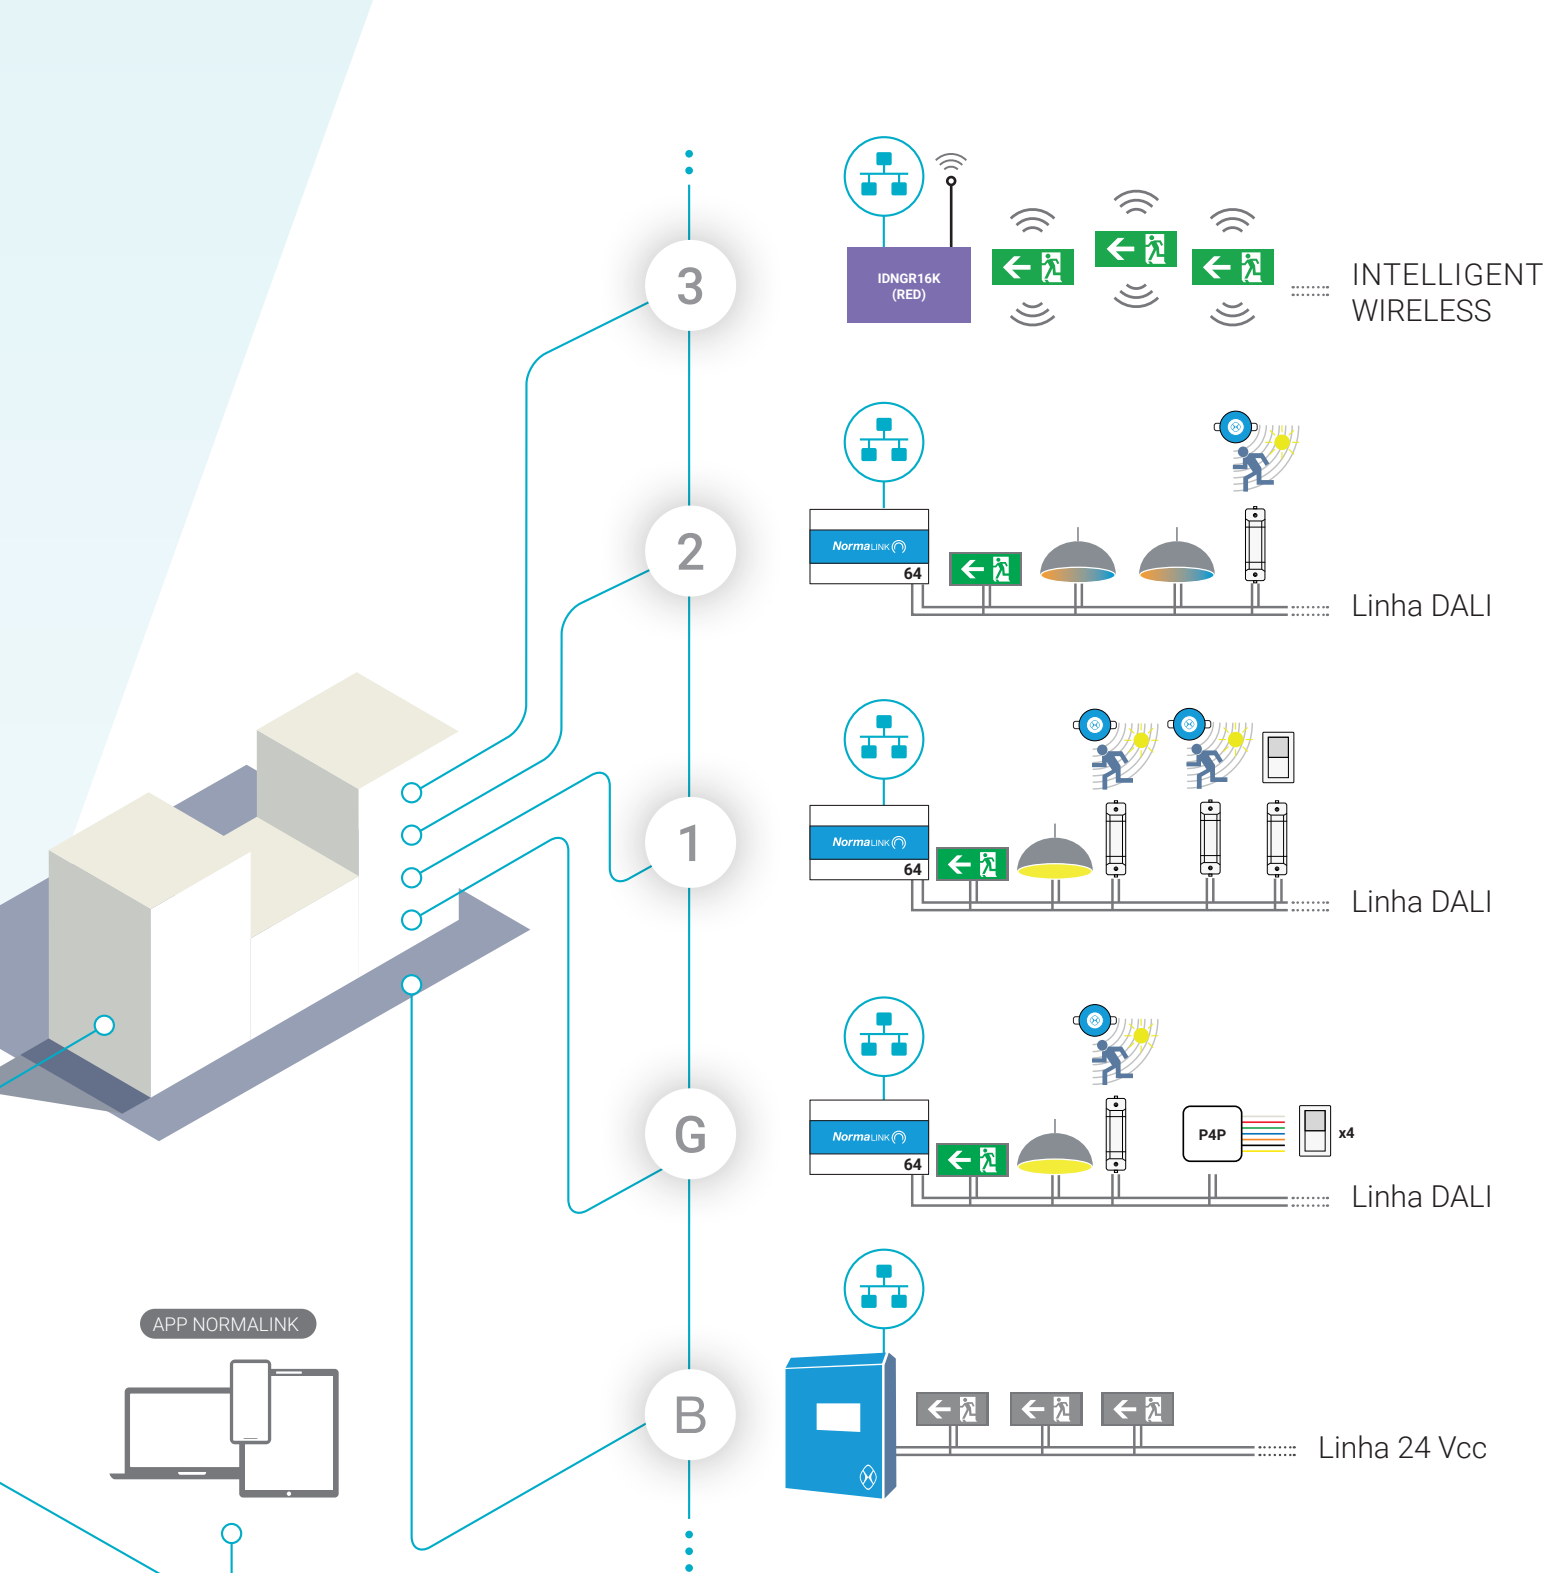 3
IDNGR16K
(RED)
INTELLIGENT
WIRELESS
2
NormaLINK
64
Linha DALI
1
NormaLINK
64
Linha DALI
G
NormaLINK
64
P4P
x4
Linha DALI
APP NORMALINK
B
Linha 24 Vcc